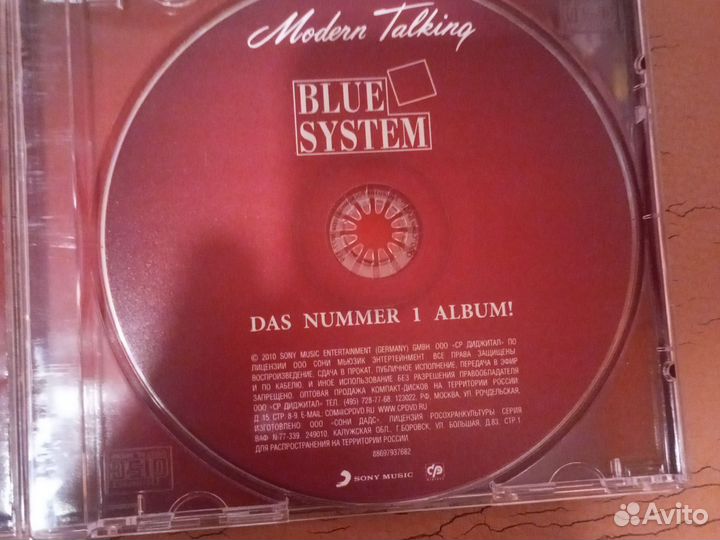 Modern Talking
BLUE
SYSTEM
DAS NUMMER 1 ALBUM!
© 2010 SONY MUSIC ENTERTAINMENT (GERMANY) GMBH. ООО «СР ДИДЖИТАЛ» ПО
ЛИЦЕНЗИИ ООО СОНИ МЬЮЗИК ЭНТЕРТЕЙНМЕНТ ВСЕ ПРАВА ЗАЩИЩЕНЫ
ВОСПРОИЗВЕДЕНИЕ, СДАЧА В ПРОКАТ, ПУБЛИЧНОЕ ИСПОЛНЕНИЕ, ПЕРЕДАЧА В ЭФИР
И ПО КАБЕЛЮ, И ИНОЕ ИСПОЛЬЗОВАНИЕ БЕЗ РАЗРЕШЕНИЯ ПРАВООБЛАДАТЕЛЯ
ЗАПРЕЩЕНО. ОПТОВАЯ ПРОДАЖА КОМПАКТ-ДИСКОВ НА ТЕРРИТОРИИ РОССИИ
ООО «СР ДИДЖИТАЛ» ТЕЛ. (495) 728-77-68. 123022, РФ, МОСКВА, УЛ. РОЧДЕЛЬСКАЯ,
Д. 15, СТР. 8-9, E-MAIL: COM@CPDVD.RU WWW.CPDVD.RU
ИЗГОТОВЛЕНО: ООО «СОНИ ДАДС» ЛИЦЕНЗИЯ РОСОХРАНКУЛЬТУРЫ СЕРИЯ
ВАФ №77-339. 249010, КАЛУЖСКАЯ ОБЛ., Г.БОРОВСК, УЛ. БОЛЬШАЯ, Д.83, СТР.1
ДЛЯ РАСПРОСТРАНЕНИЯ НА ТЕРРИТОРИИ РОССИИ
88697937682
SONY MUSIC
CP DIGITAL
Avito